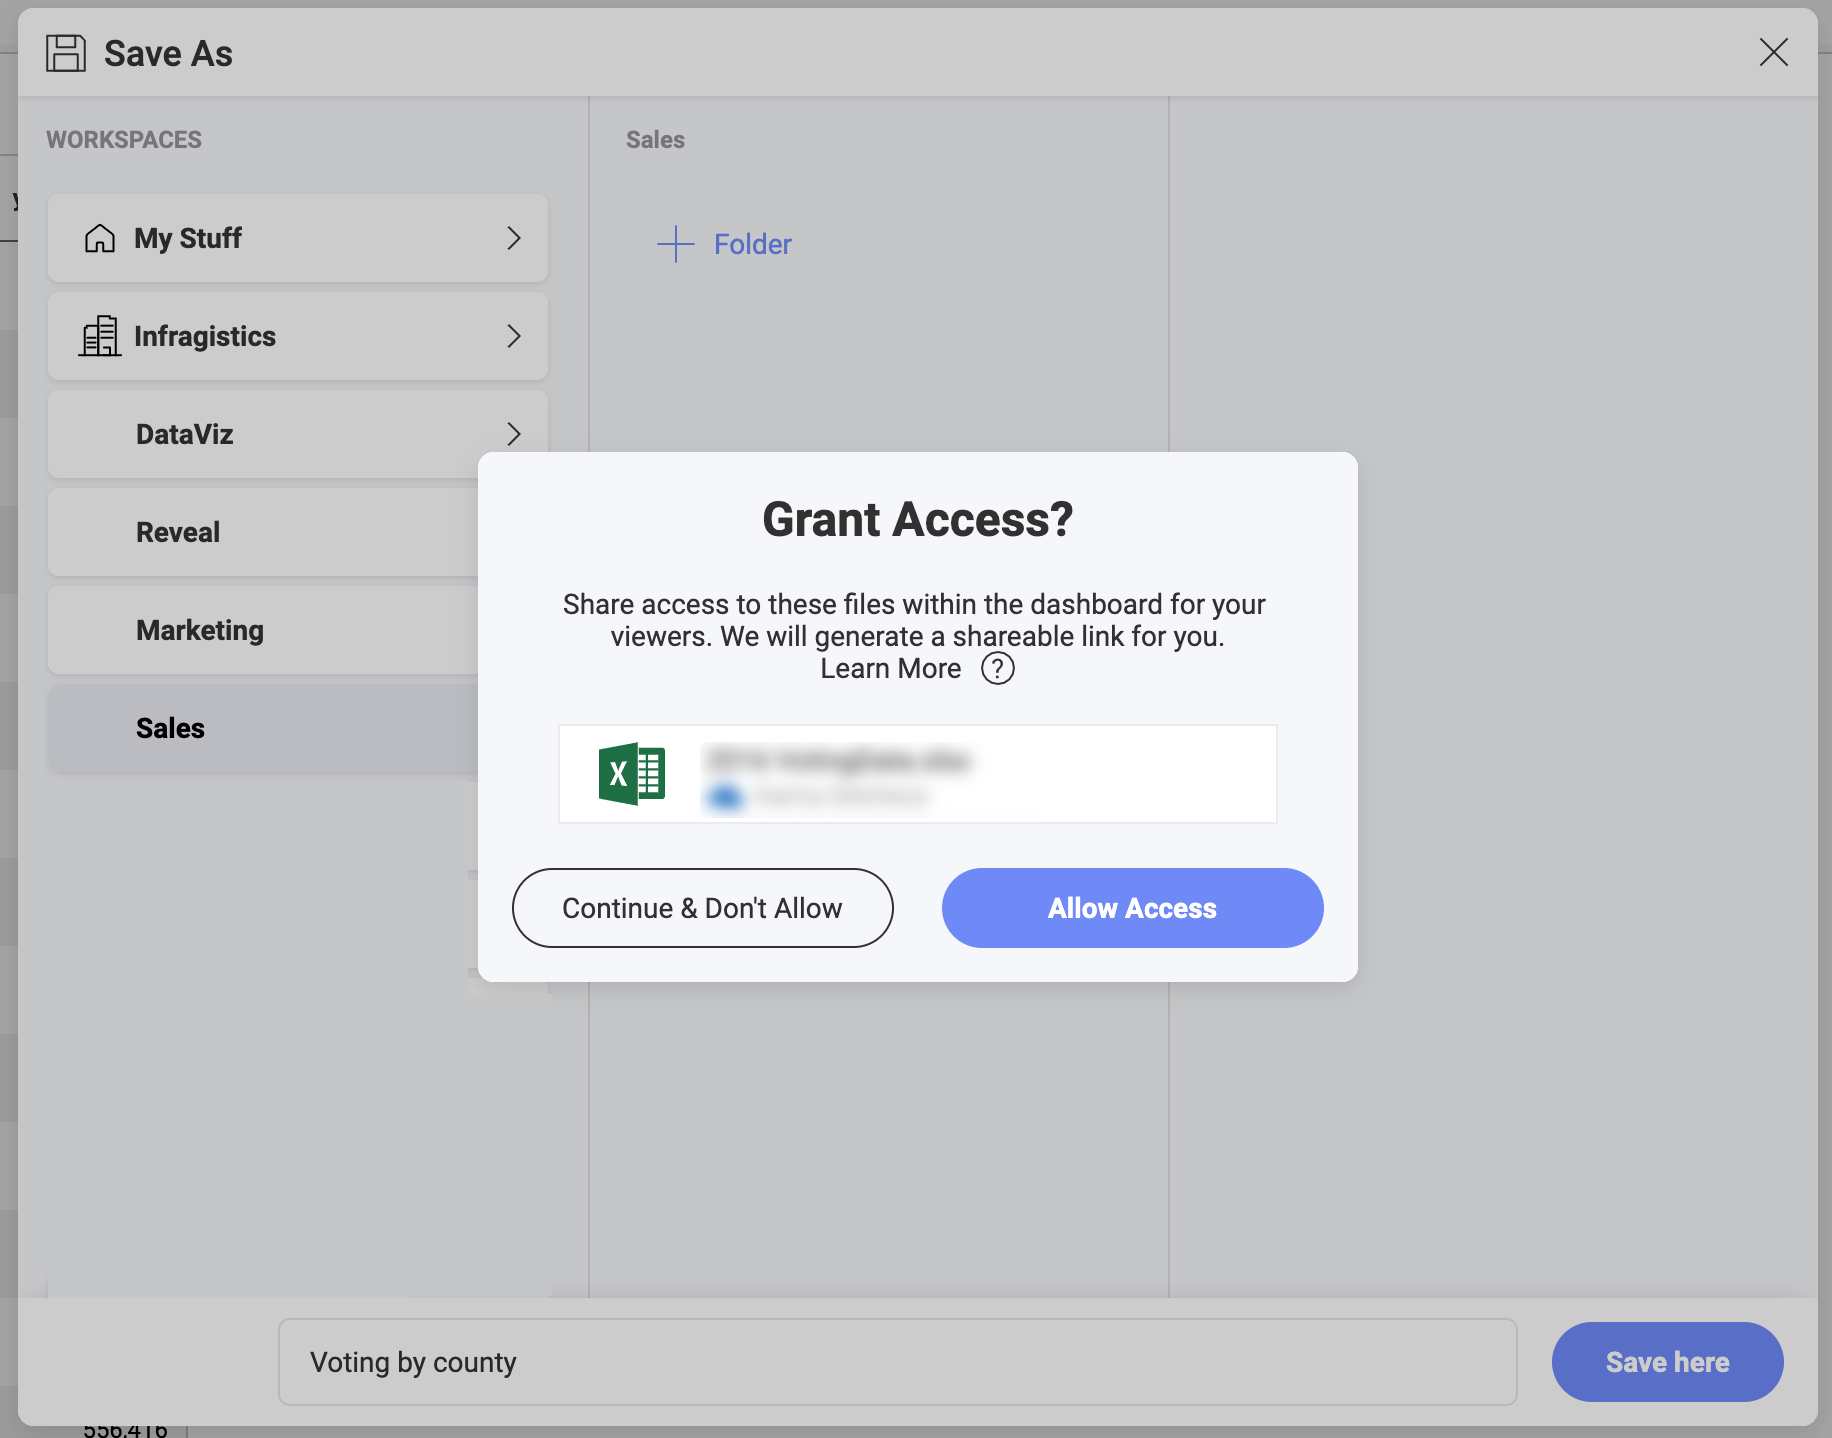 Save As
WORKSPACES
Sales
My Stuff
Folder
Infragistics
DataViz
Reveal
Marketing
Sales
Grant Access?
Share access to these files within the dashboard for your
viewers. We will generate a shareable link for you.
Learn More ?
X
Continue & Don't Allow
Allow Access
Voting by county
Save here
556,416